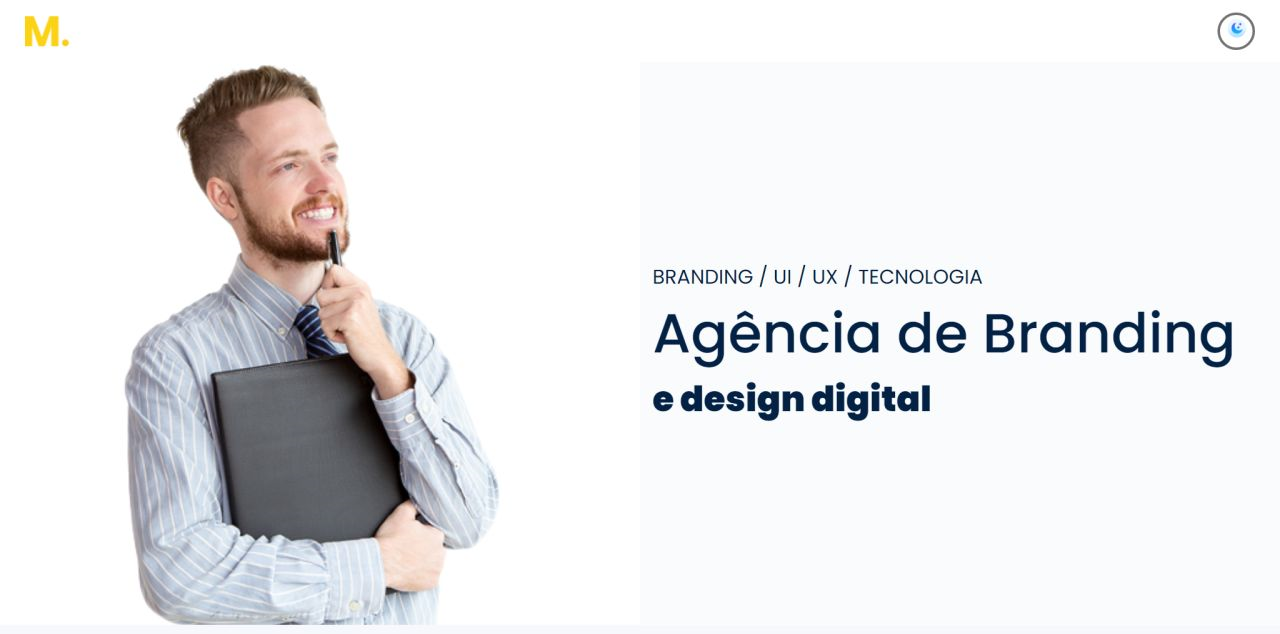 M.
BRANDING / UI / UX / TECNOLOGIA
Agência de Branding
e design digital